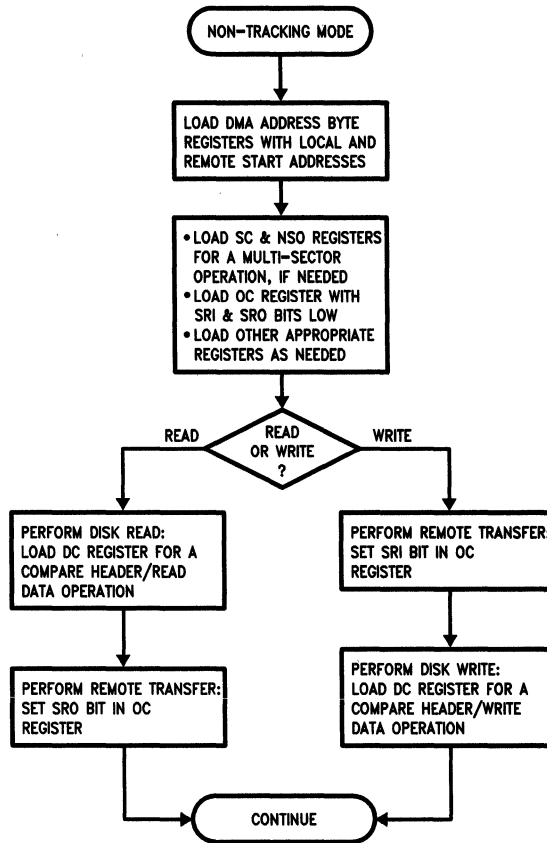 NON-TRACKING MODE
LOAD DMA ADDRESS BYTE
REGISTERS WITH LOCAL AND
REMOTE START ADDRESSES
• LOAD SC & NSO REGISTERS
FOR A MULTI-SECTOR
OPERATION, IF NEEDED
• LOAD OC REGISTER WITH
SRI & SRO BITS LOW
• LOAD OTHER APPROPRIATE
REGISTERS AS NEEDED
READ
OR WRITE
?
READ
WRITE
PERFORM DISK READ:
LOAD DC REGISTER FOR A
COMPARE HEADER/READ
DATA OPERATION
PERFORM REMOTE TRANSFER:
SET SRO BIT IN OC
REGISTER
PERFORM REMOTE TRANSFER:
SET SRI BIT IN OC
REGISTER
PERFORM DISK WRITE:
LOAD DC REGISTER FOR A
COMPARE HEADER/WRITE
DATA OPERATION
CONTINUE